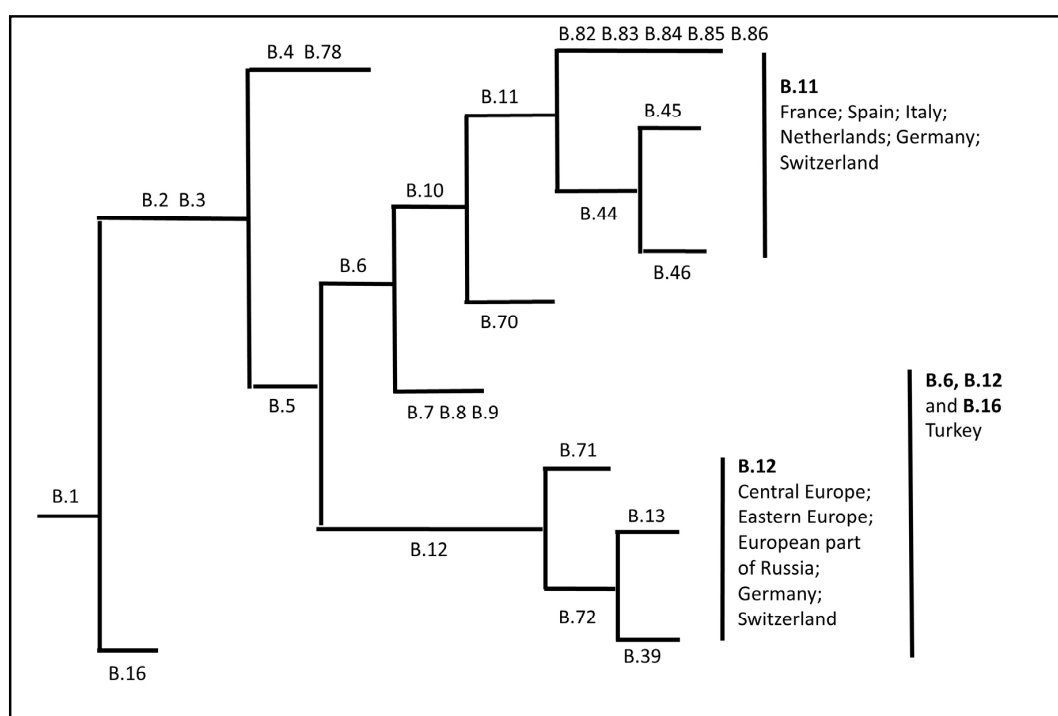 B.82 B.83 B.84 B.85 B.86
B.4 B.78
B.11
B.45
B.11
France; Spain; Italy;
Netherlands; Germany;
Switzerland
B.2 B.3
B.10
B.44
B.6
B.46
B.70
B.5
B.7 B.8 B.9
B.6, B.12
and B.16
Turkey
B.71
B.12
Central Europe;
Eastern Europe;
European part
of Russia;
Germany;
Switzerland
B.1
B.13
B.12
B.72
B.39
B.16